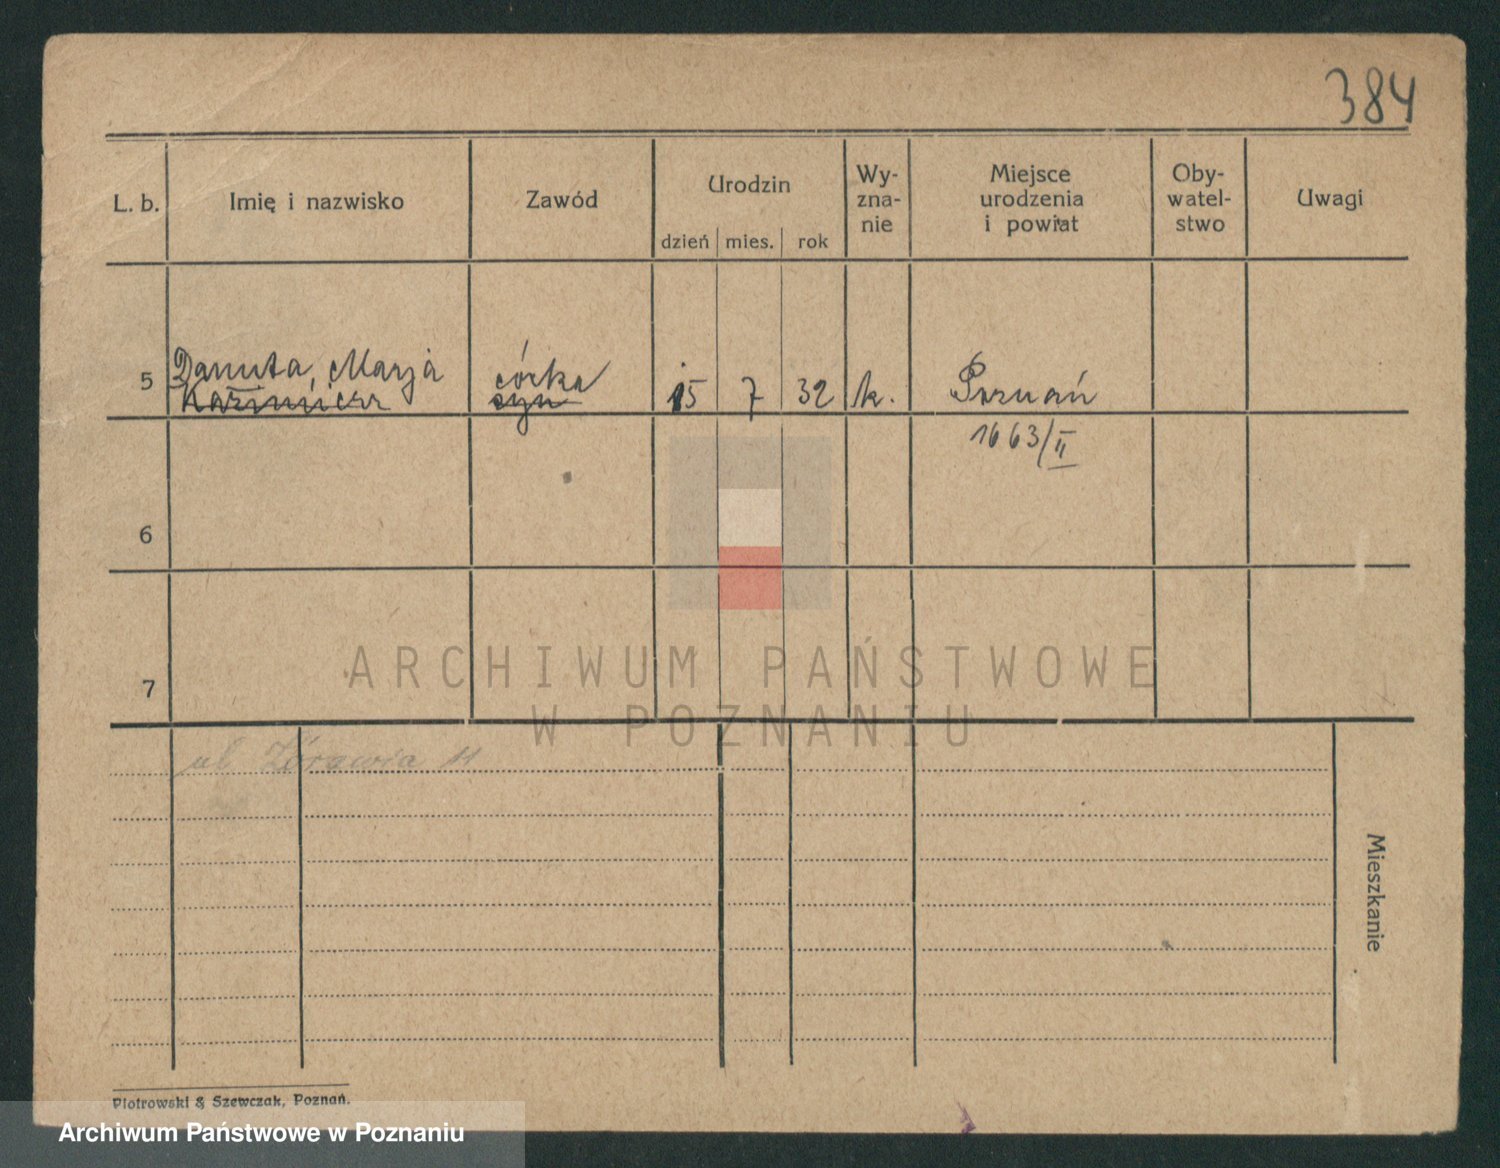 384
L. b. Imię i nazwisko Zawód Urodzin Wy-zna-nie Miejsce urodzenia i powiat Oby-watel-stwo Uwagi
dzień mies. rok
Danuta, Marja córka
5 Kazimierz syn 15 7 32 k. Poznań
1663/II
6
7
ARCHIWUM PAŃSTWOWE
W POZNANIU
ul Żórawia 11
Mieszkanie
Piotrowski & Szewczak, Poznań.
Archiwum Państwowe w Poznaniu